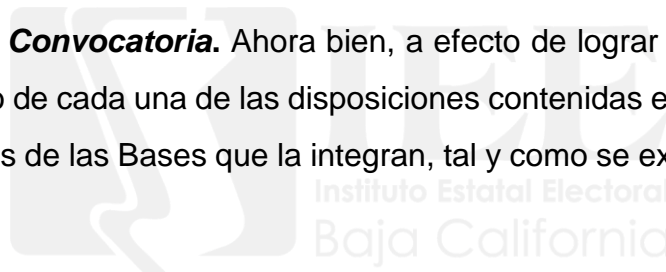 Convocatoria. Ahora bien, a efecto de lograr
de cada una de las disposiciones contenidas
s de las Bases que la integran, tal y como se
IEE
Instituto Estatal Electoral
Baja California